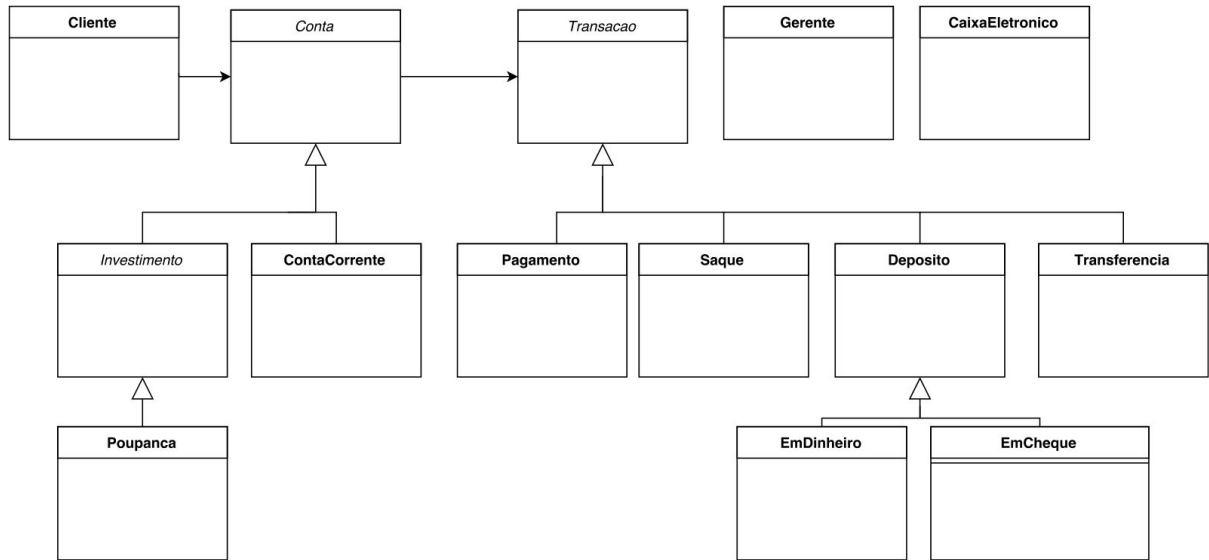 Cliente
Conta
Transacao
Gerente
CaixaEletronico
Investimento
ContaCorrente
Pagamento
Saque
Deposito
Transferencia
Poupanca
EmDinheiro
EmCheque